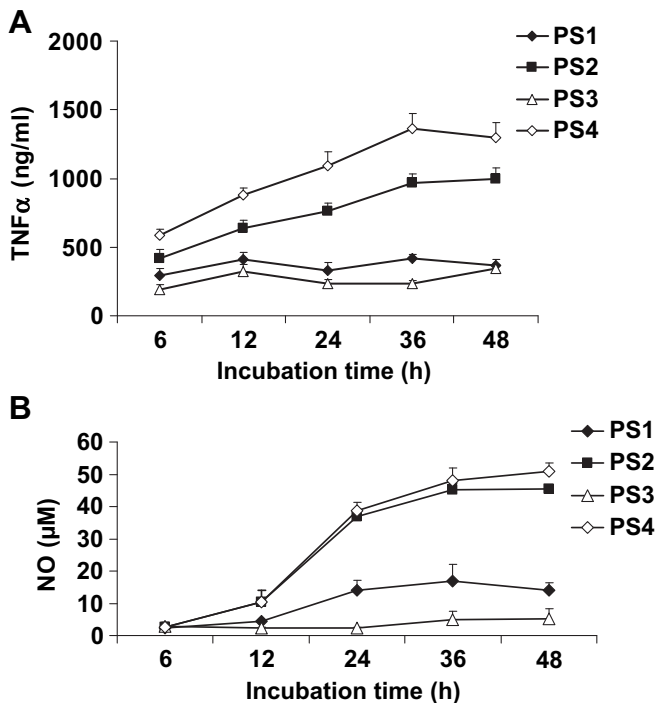 A
2000
1500
1000
500
0
TNFα (ng/ml)
6 12 24 36 48
Incubation time (h)
PS1
PS2
PS3
PS4
B
60
50
40
30
20
10
0
NO (µM)
6 12 24 36 48
Incubation time (h)
PS1
PS2
PS3
PS4